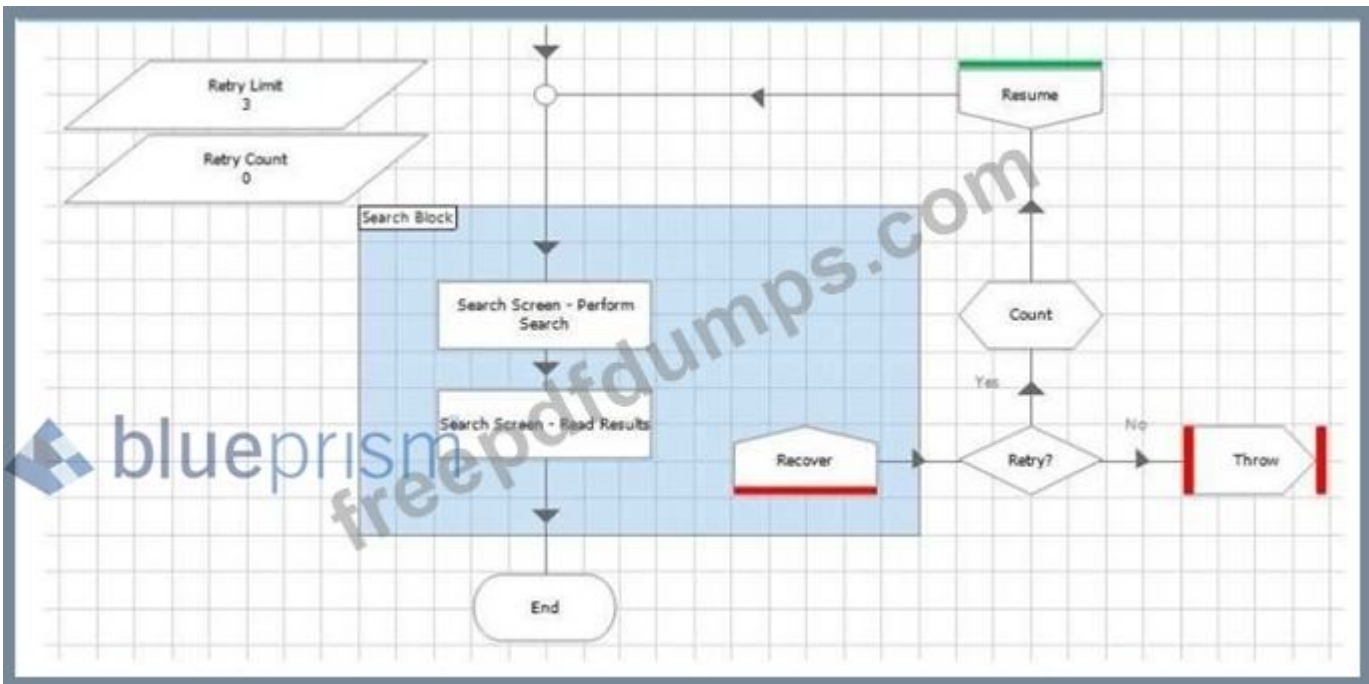 Retry Limit
3
Resume
Retry Count
0
Search Block
Search Screen - Perform
Search
Count
Yes
Search Screen - Read Results
No
Recover
Retry?
Throw
End
blueprism
freepdfdumps.com